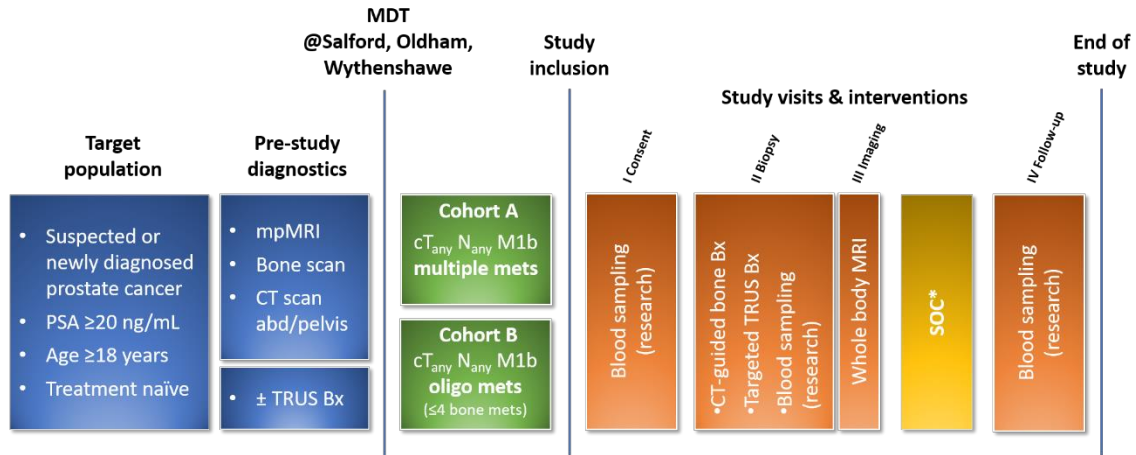 MDT
@Salford, Oldham,
Wythenshawe
Study
inclusion
End of
study
Study visits & interventions
Target
population
Pre-study
diagnostics
I Consent
II Biopsy
III Imaging
IV Follow-up
• Suspected or
newly diagnosed
prostate cancer
• PSA ≥20 ng/mL
• Age ≥18 years
• Treatment naïve
• mpMRI
• Bone scan
• CT scan
abd/pelvis
• ± TRUS Bx
Cohort A
cTany Nany M1b
multiple mets
Cohort B
cTany Nany M1b
oligo mets
(≤4 bone mets)
Blood sampling
(research)
•CT-guided bone Bx
•Targeted TRUS Bx
•Blood sampling
(research)
Whole body MRI
SOC*
Blood sampling
(research)